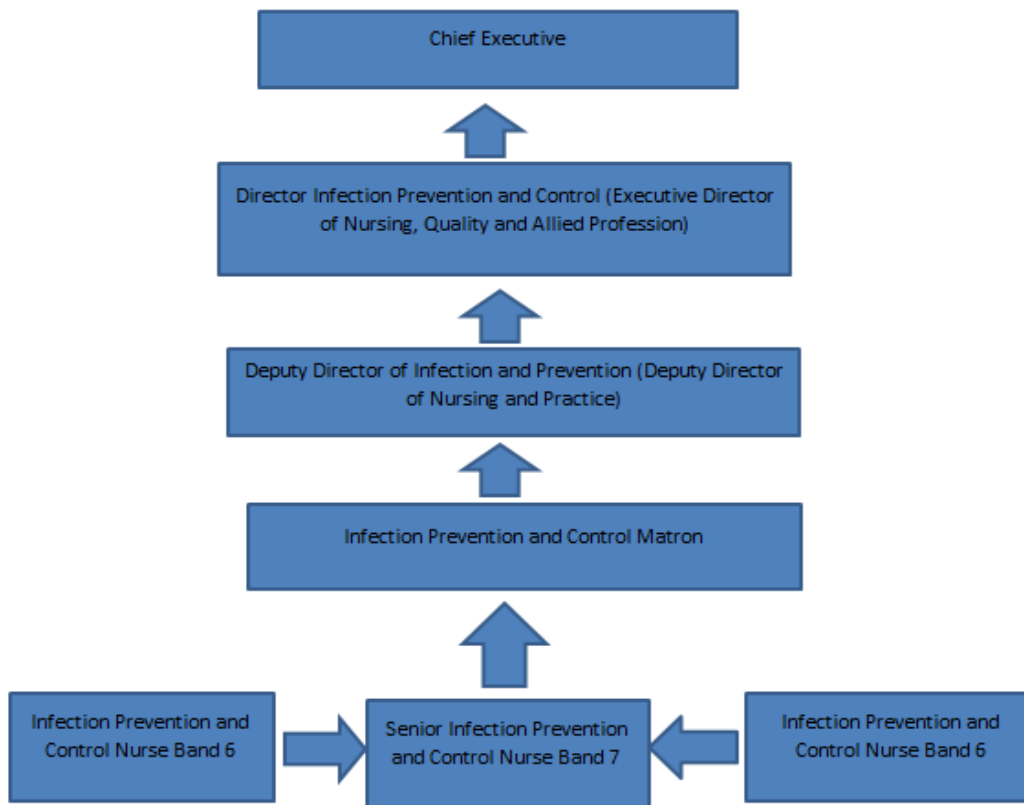 Chief Executive
Director Infection Prevention and Control (Executive Director
of Nursing, Quality and Allied Profession)
Deputy Director of Infection and Prevention (Deputy Director
of Nursing and Practice)
Infection Prevention and Control Matron
Infection Prevention and
Control Nurse Band 6
Senior Infection Prevention
and Control Nurse Band 7
Infection Prevention and
Control Nurse Band 6